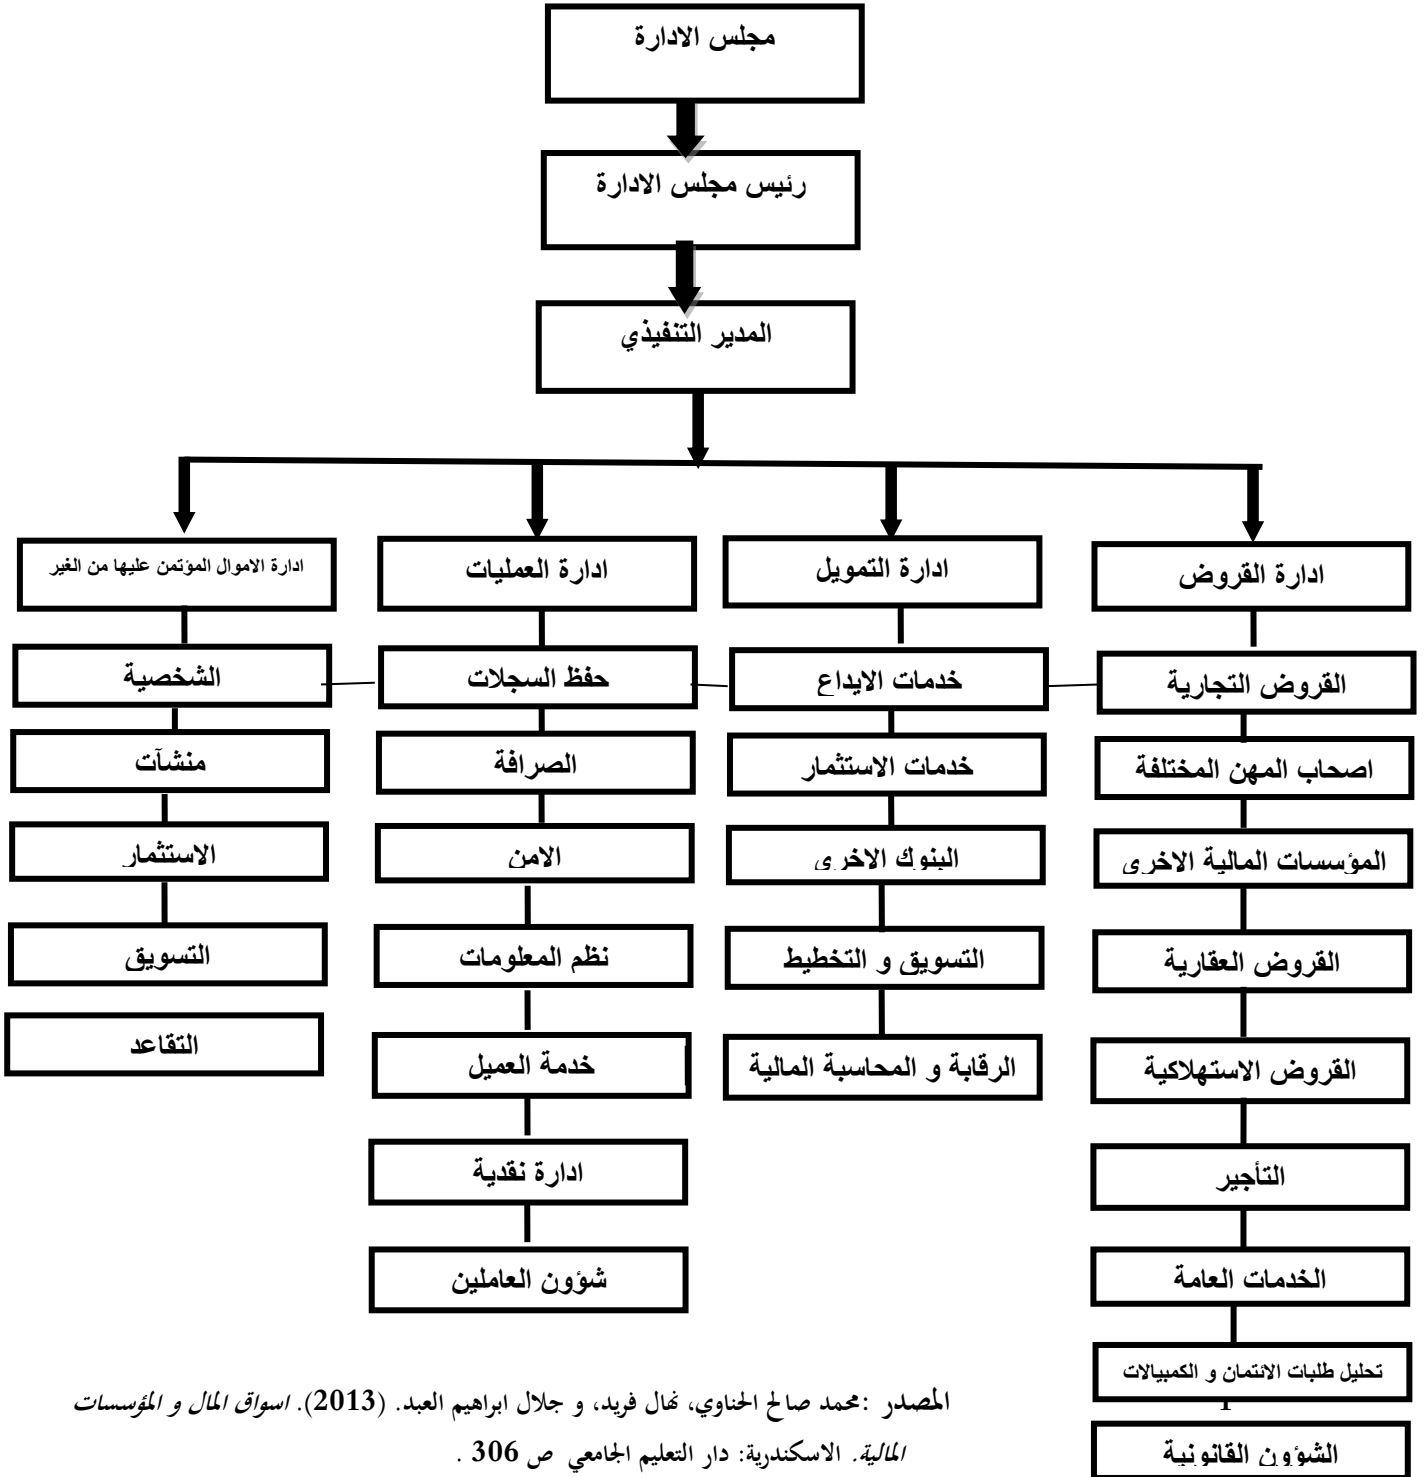 مجلس الادارة
رئيس مجلس الادارة
المدير التنفيذي
ادارة القروض
ادارة التمويل
ادارة العمليات
ادارة الاموال المؤتمن عليها من الغير
القروض التجارية
خدمات الايداع
حفظ السجلات
الشخصية
اصحاب المهن المختلفة
خدمات الاستثمار
الصرافة
منشآت
المؤسسات المالية الاخرى
البنوك الاخرى
الامن
الاستثمار
القروض العقارية
التسويق و التخطيط
نظم المعلومات
التسويق
القروض الاستهلاكية
الرقابة و المحاسبة المالية
خدمة العميل
التقاعد
التأجير
ادارة نقدية
الخدمات العامة
شؤون العاملين
تحليل طلبات الائتمان و الكمبيالات
الشؤون القانونية
المصدر :محمد صالح الحناوي، نهال فريد، و جلال ابراهيم العبد. (2013). اسواق المال و المؤسسات
المالية. الاسكندرية: دار التعليم الجامعي ص 306 .